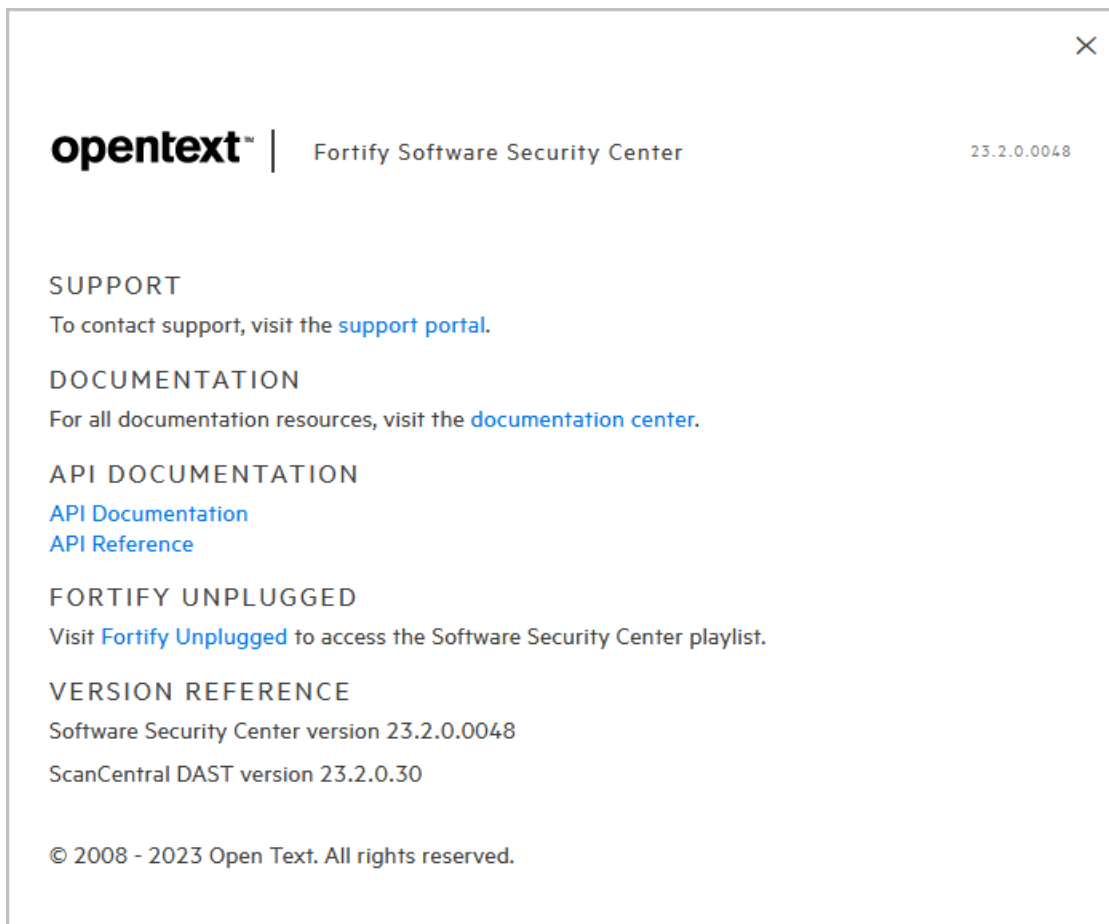 opentext™ | Fortify Software Security Center 23.2.0.0048
SUPPORT
To contact support, visit the support portal.
DOCUMENTATION
For all documentation resources, visit the documentation center.
API DOCUMENTATION
API Documentation
API Reference
FORTIFY UNPLUGGED
Visit Fortify Unplugged to access the Software Security Center playlist.
VERSION REFERENCE
Software Security Center version 23.2.0.0048
ScanCentral DAST version 23.2.0.30
© 2008 - 2023 Open Text. All rights reserved.